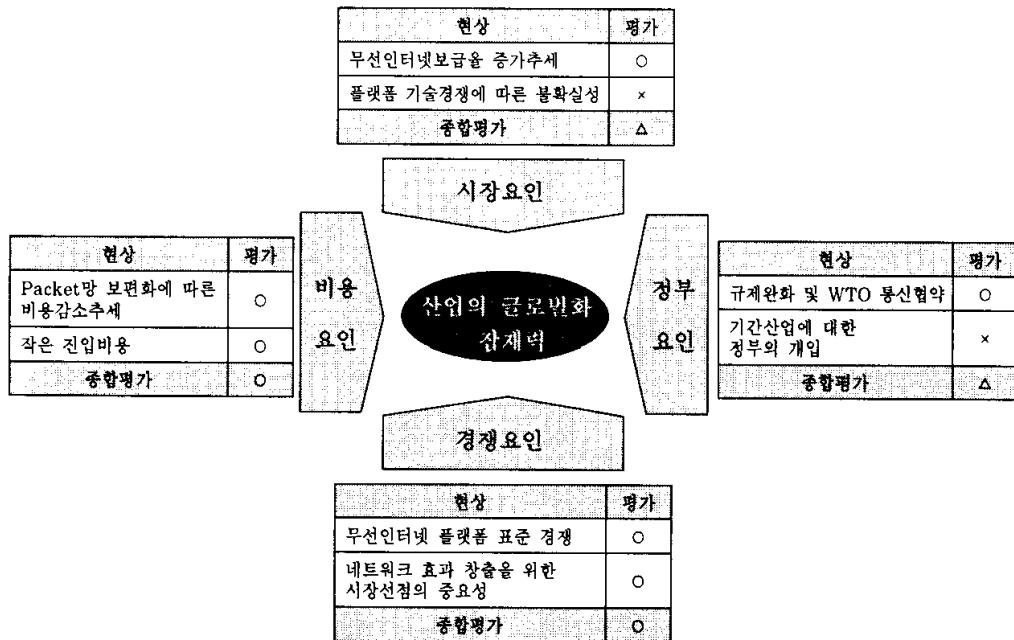 현상 평가
무선인터넷보급율 증가추세 ○
플랫폼 기술경쟁에 따른 불확실성 ×
종합평가 △
시장요인
현상 평가
Packet망 보편화에 따른
비용감소추세 ○
작은 진입비용 ○
종합평가 ○
비용
요인
산업의 글로벌화
잠재력
정부
요인
현상 평가
규제완화 및 WTO 통신협약 ○
기간산업에 대한
정부의 개입 ×
종합평가 △
경쟁요인
현상 평가
무선인터넷 플랫폼 표준 경쟁 ○
네트워크 효과 창출을 위한
시장선점의 중요성 ○
종합평가 ○